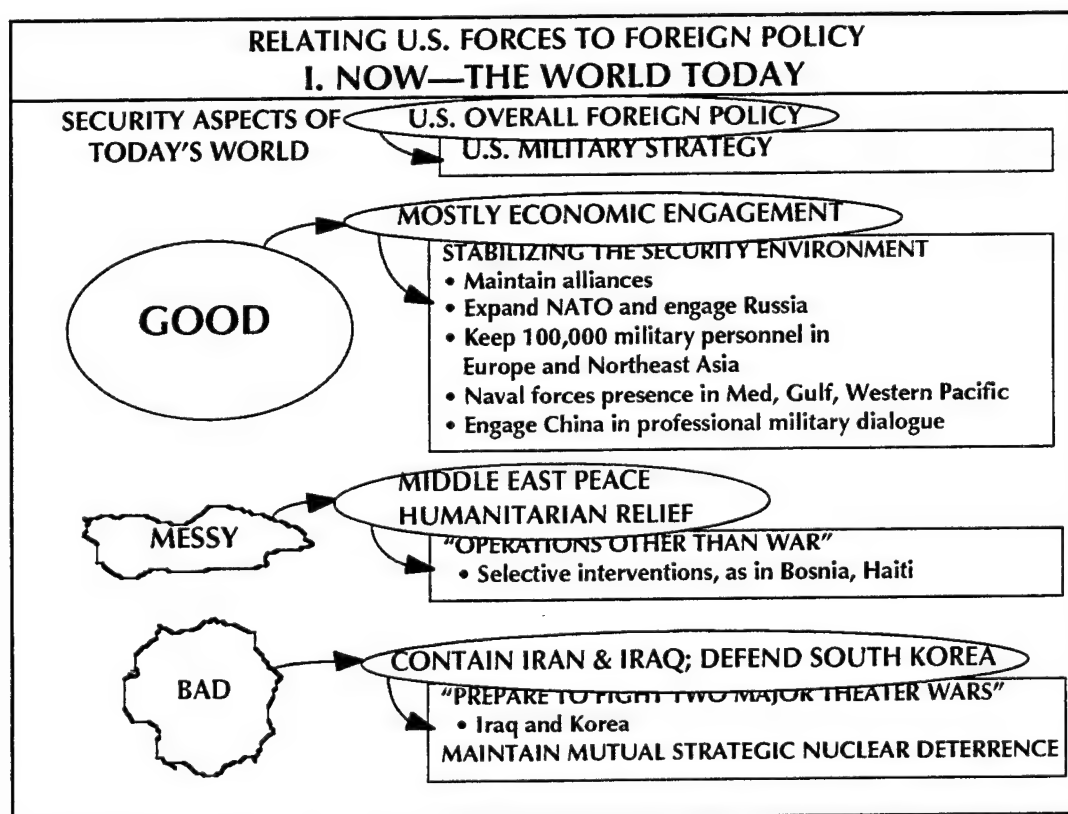 RELATING U.S. FORCES TO FOREIGN POLICY
I. NOW—THE WORLD TODAY
SECURITY ASPECTS OF
TODAY'S WORLD
U.S. OVERALL FOREIGN POLICY
U.S. MILITARY STRATEGY
GOOD
MOSTLY ECONOMIC ENGAGEMENT
STABILIZING THE SECURITY ENVIRONMENT
• Maintain alliances
• Expand NATO and engage Russia
• Keep 100,000 military personnel in
Europe and Northeast Asia
• Naval forces presence in Med, Gulf, Western Pacific
• Engage China in professional military dialogue
MESSY
MIDDLE EAST PEACE
HUMANITARIAN RELIEF
"OPERATIONS OTHER THAN WAR"
• Selective interventions, as in Bosnia, Haiti
BAD
CONTAIN IRAN & IRAQ; DEFEND SOUTH KOREA
"PREPARE TO FIGHT TWO MAJOR THEATER WARS"
• Iraq and Korea
MAINTAIN MUTUAL STRATEGIC NUCLEAR DETERRENCE